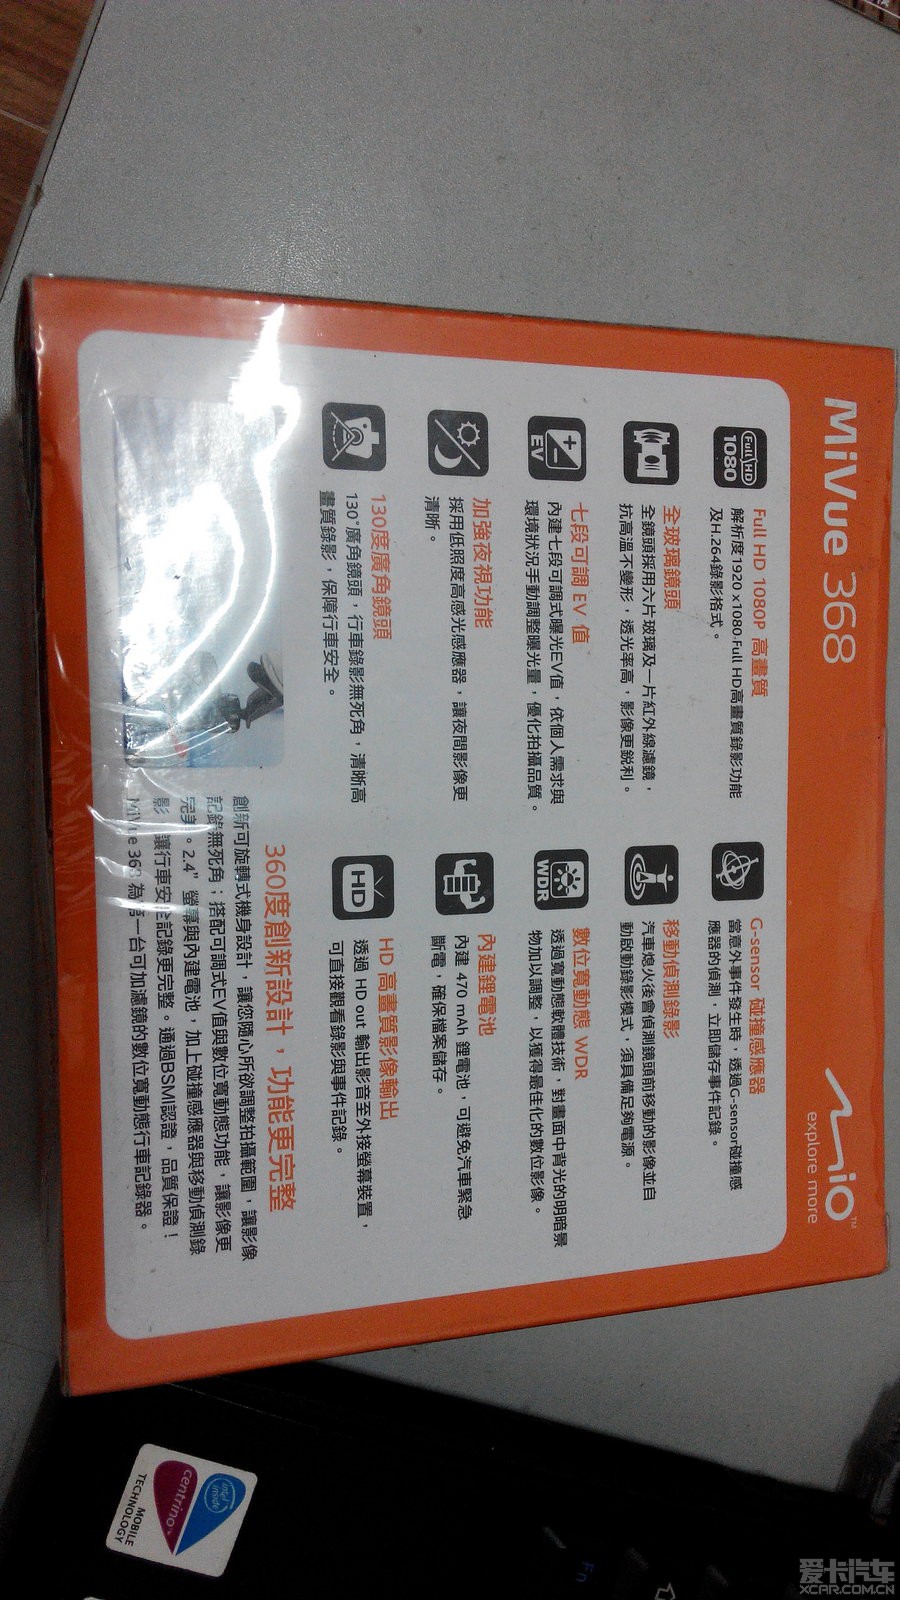 MiVue 368
mio™
explore more
Full HD
1080
Full HD 1080P 高畫質
解析度1920 x1080 Full HD高畫質錄影功能
及H.264錄影格式。
全玻璃鏡頭
全鏡頭採用六片玻璃及一片紅外線濾鏡，
抗高溫不變形，透光率高，影像更銳利。
EV
七段可調 EV 值
內建七段可調式曝光EV值，依個人需求與
環境狀況手動調整曝光量，優化拍攝品質。
加強夜視功能
採用低照度高感光感應器，讓夜間影像更
清晰。
130度廣角鏡頭
130°廣角鏡頭，行車錄影無死角，清晰高
畫質錄影，保障行車安全。
G-sensor 碰撞感應器
當意外事件發生時，透過G-sensor碰撞感
應器的偵測，立即儲存事件記錄。
移動偵測錄影
汽車熄火後會偵測鏡頭前移動的影像並自
動啟動錄影模式，須具備足夠電源。
WDR
數位寬動態 WDR
透過寬動態軟體技術，對畫面中背光的明暗景
物加以調整，以獲得最佳化的數位影像。
內建鋰電池
內建 470 mAh 鋰電池，可避免汽車緊急
斷電，確保檔案儲存。
HD
HD 高畫質影像輸出
透過 HD out 輸出影音至外接螢幕裝置，
可直接觀看錄影與事件記錄。
360度創新設計，功能更完整
創新可旋轉式機身設計，讓您隨心所欲調整拍攝範圍，讓影像
記錄無死角；搭配可調式EV值與數位寬動態功能，讓影像更
完美。2.4” 螢幕與內建電池，加上碰撞感應器與移動偵測錄
影，讓行車安全記錄更完整。通過BSMI認證，品質保證！
MiVue 368 為第一台可加濾鏡的數位寬動態行車記錄器。
intel
inside
centrino™
MOBILE
TECHNOLOGY
Fn
爱卡汽车
XCAR.COM.CN